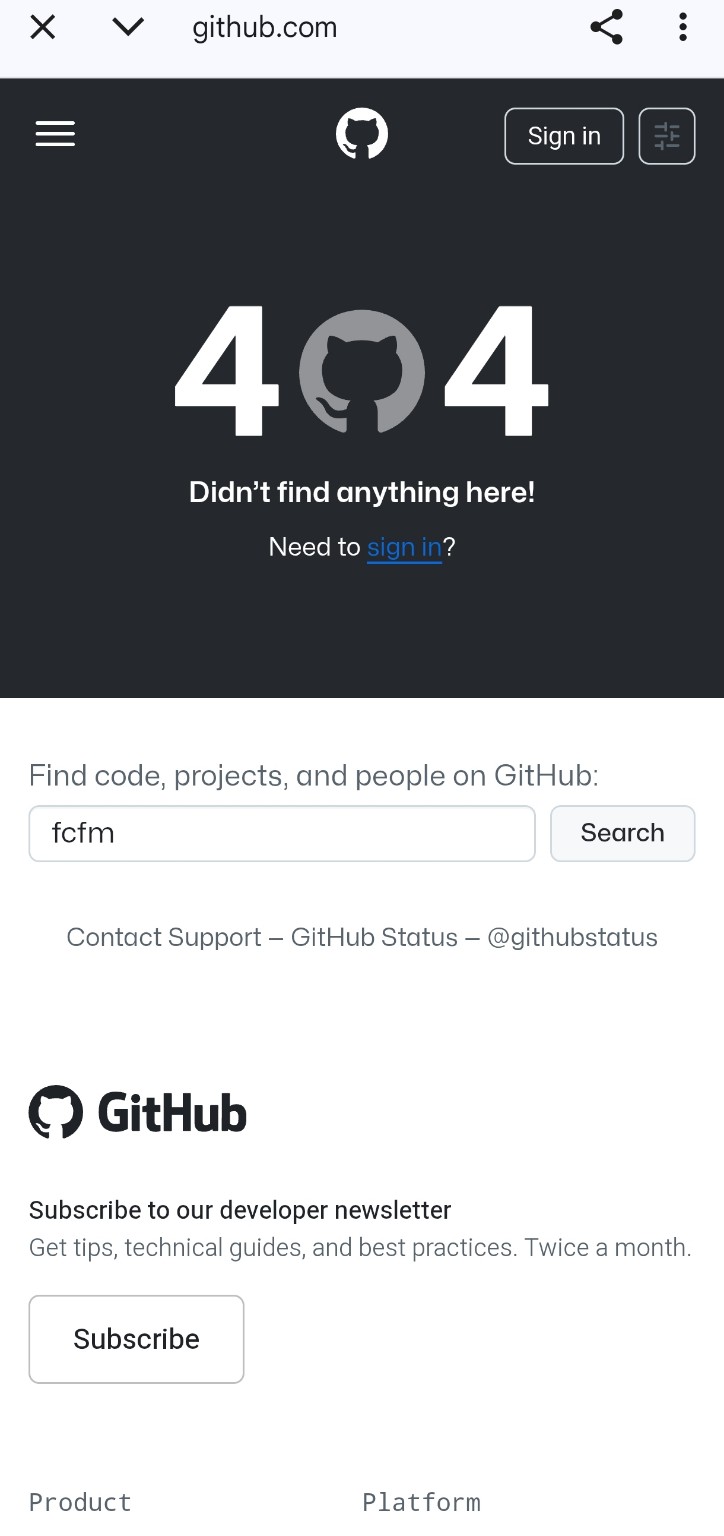 github.com
Sign in
404
Didn’t find anything here!
Need to sign in?
Find code, projects, and people on GitHub:
fcfm Search
Contact Support — GitHub Status — @githubstatus
GitHub
Subscribe to our developer newsletter
Get tips, technical guides, and best practices. Twice a month.
Subscribe
Product Platform